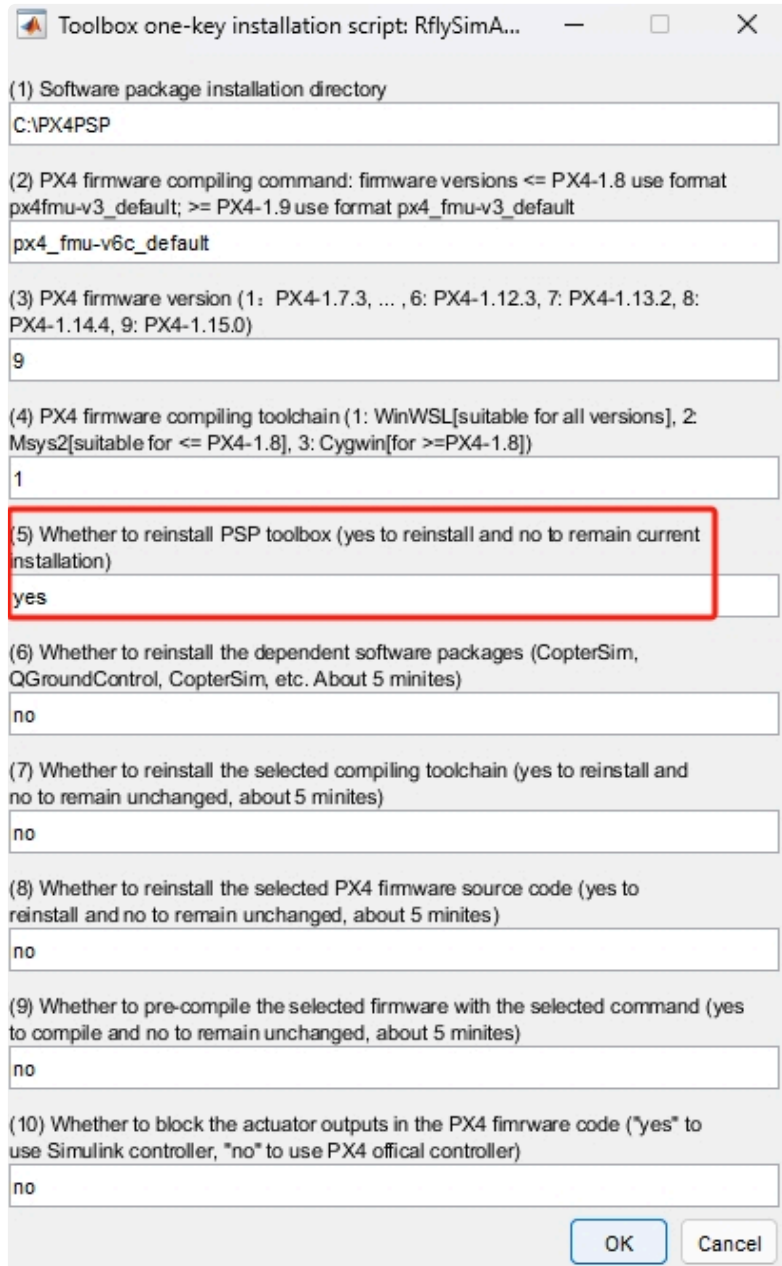 Toolbox one-key installation script: RflySimA...
(1) Software package installation directory
C:\PX4PSP
(2) PX4 firmware compiling command: firmware versions <= PX4-1.8 use format
px4fmu-v3_default; >= PX4-1.9 use format px4_fmu-v3_default
px4_fmu-v6c_default
(3) PX4 firmware version (1：PX4-1.7.3, ... , 6: PX4-1.12.3, 7: PX4-1.13.2, 8:
PX4-1.14.4, 9: PX4-1.15.0)
9
(4) PX4 firmware compiling toolchain (1: WinWSL[suitable for all versions], 2:
Msys2[suitable for <= PX4-1.8], 3: Cygwin[for >=PX4-1.8])
1
(5) Whether to reinstall PSP toolbox (yes to reinstall and no to remain current
installation)
yes
(6) Whether to reinstall the dependent software packages (CopterSim,
QGroundControl, CopterSim, etc. About 5 minites)
no
(7) Whether to reinstall the selected compiling toolchain (yes to reinstall and
no to remain unchanged, about 5 minites)
no
(8) Whether to reinstall the selected PX4 firmware source code (yes to
reinstall and no to remain unchanged, about 5 minites)
no
(9) Whether to pre-compile the selected firmware with the selected command (yes
to compile and no to remain unchanged, about 5 minites)
no
(10) Whether to block the actuator outputs in the PX4 fimrware code ("yes" to
use Simulink controller, "no" to use PX4 offical controller)
no
OK Cancel